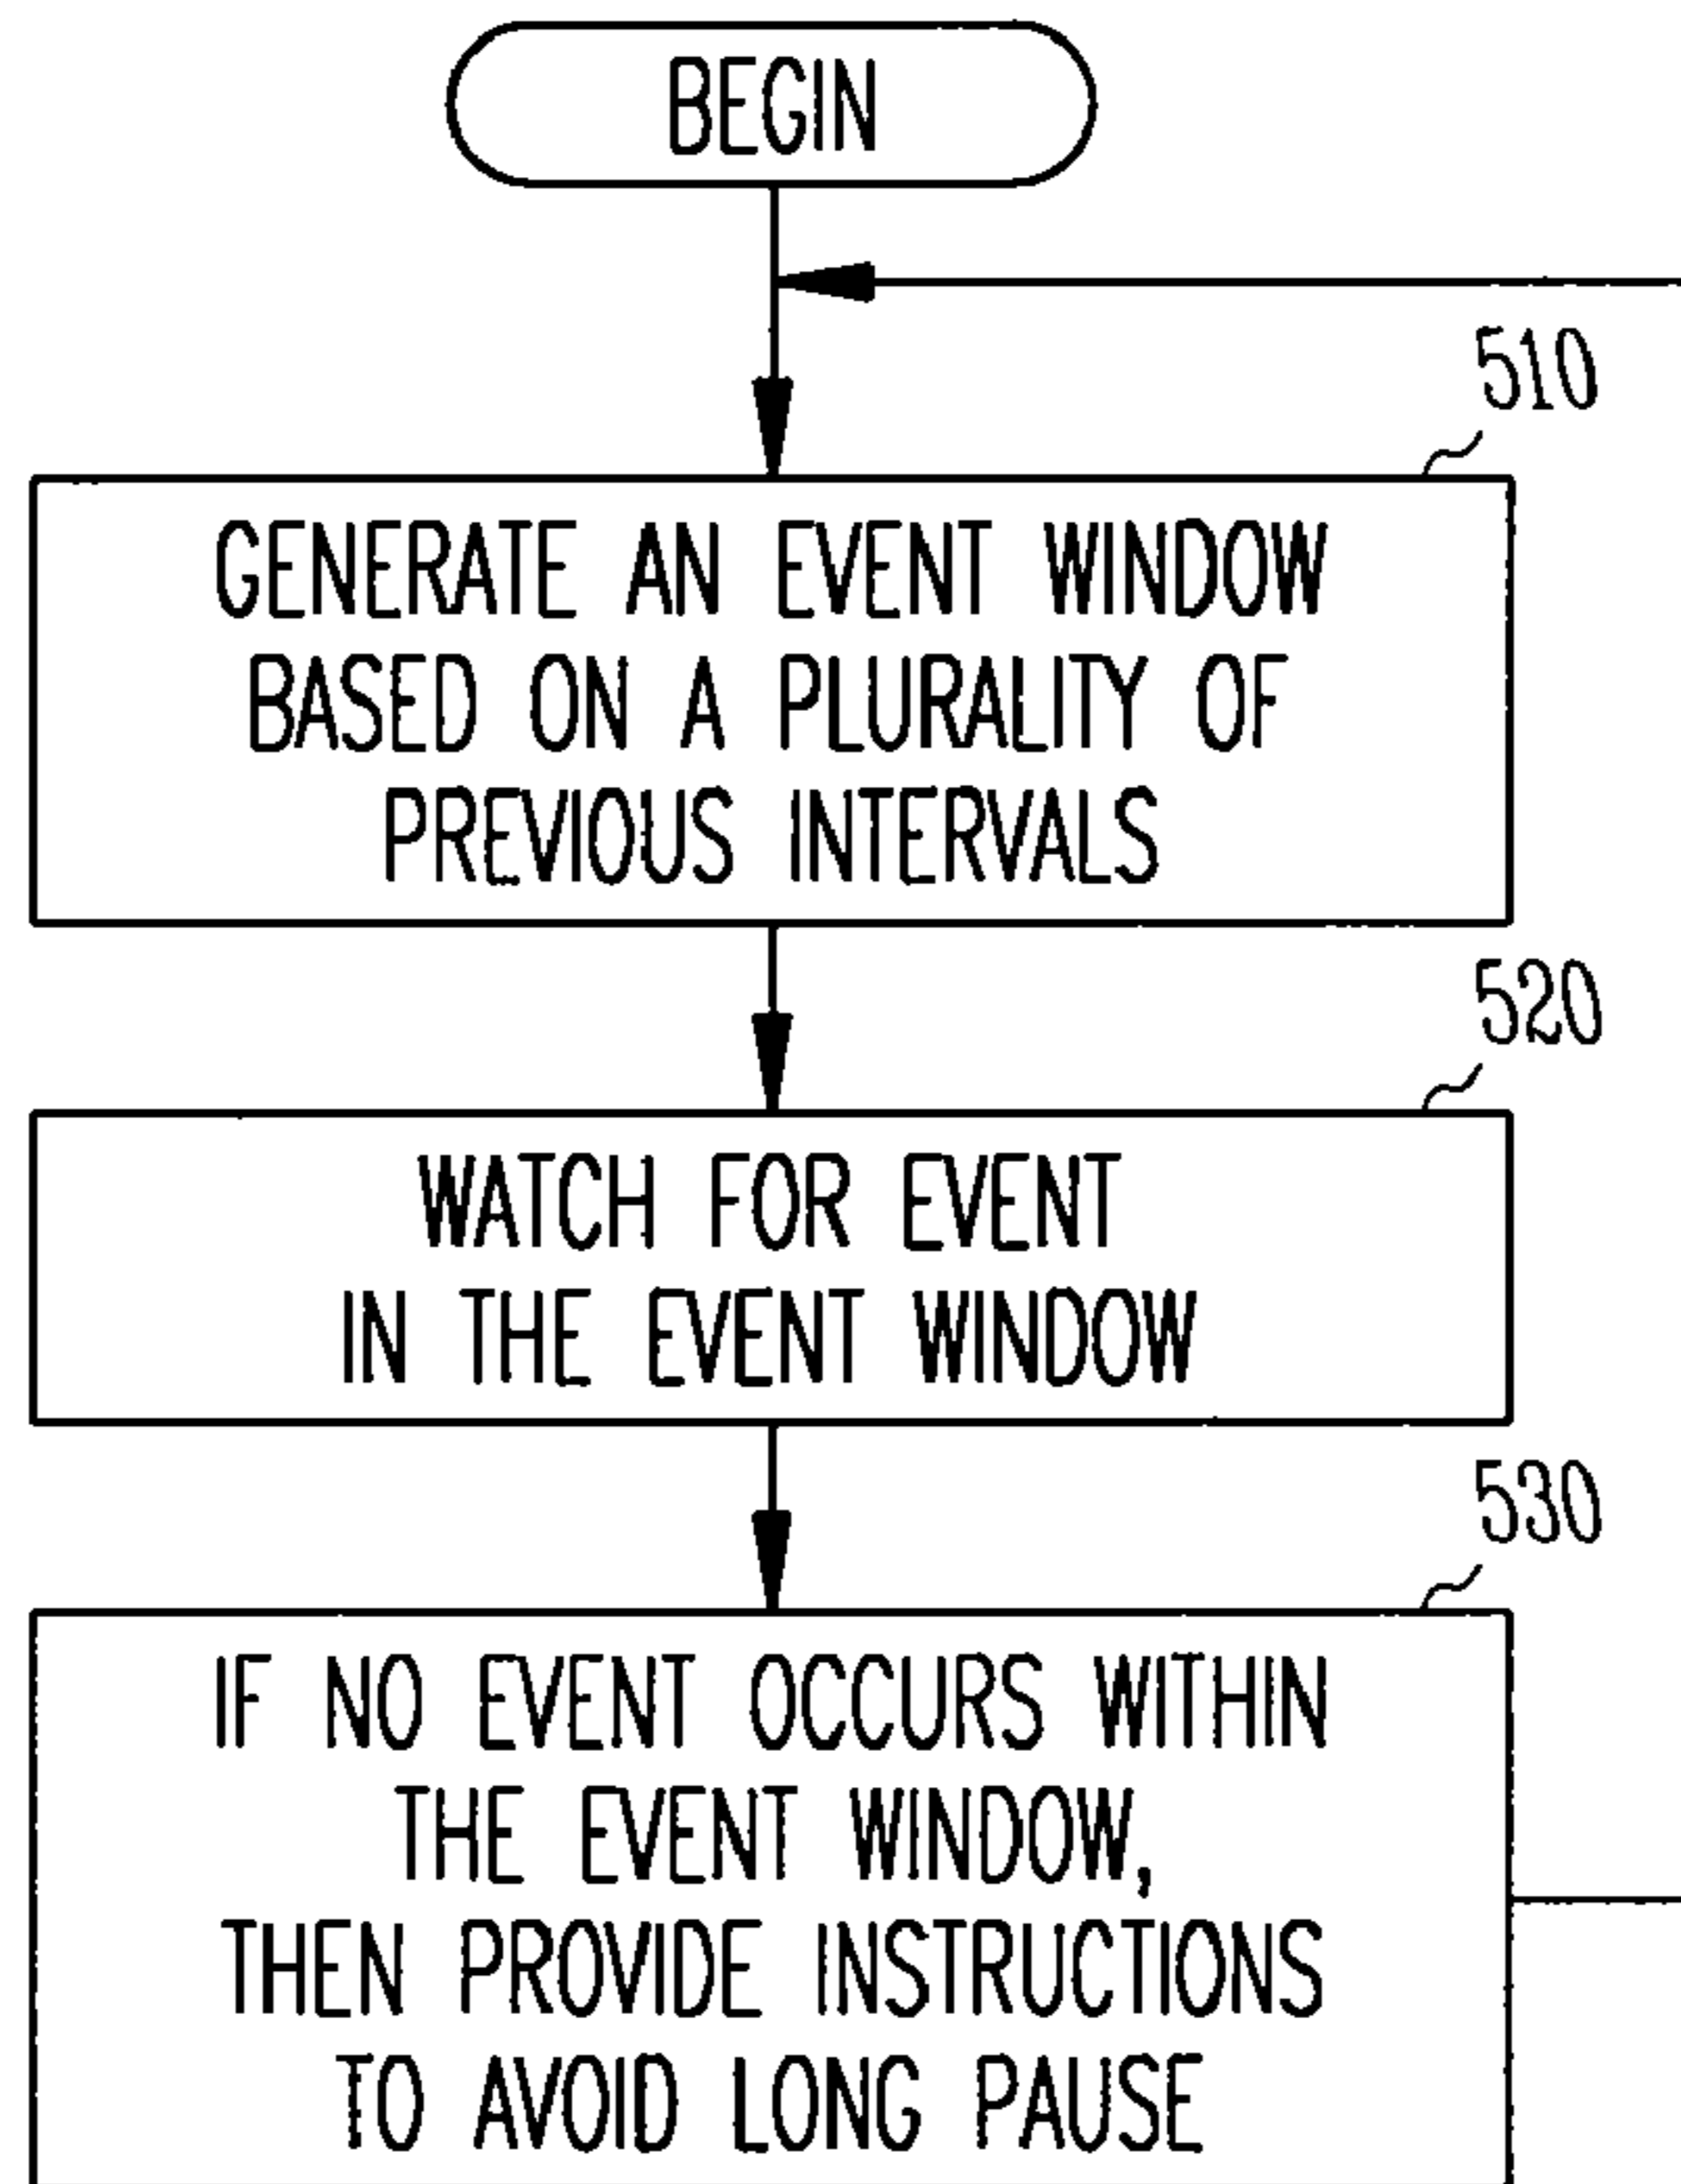 BEGIN
510
GENERATE AN EVENT WINDOW
BASED ON A PLURALITY OF
PREVIOUS INTERVALS
520
WATCH FOR EVENT
IN THE EVENT WINDOW
530
IF NO EVENT OCCURS WITHIN
THE EVENT WINDOW,
THEN PROVIDE INSTRUCTIONS
TO AVOID LONG PAUSE